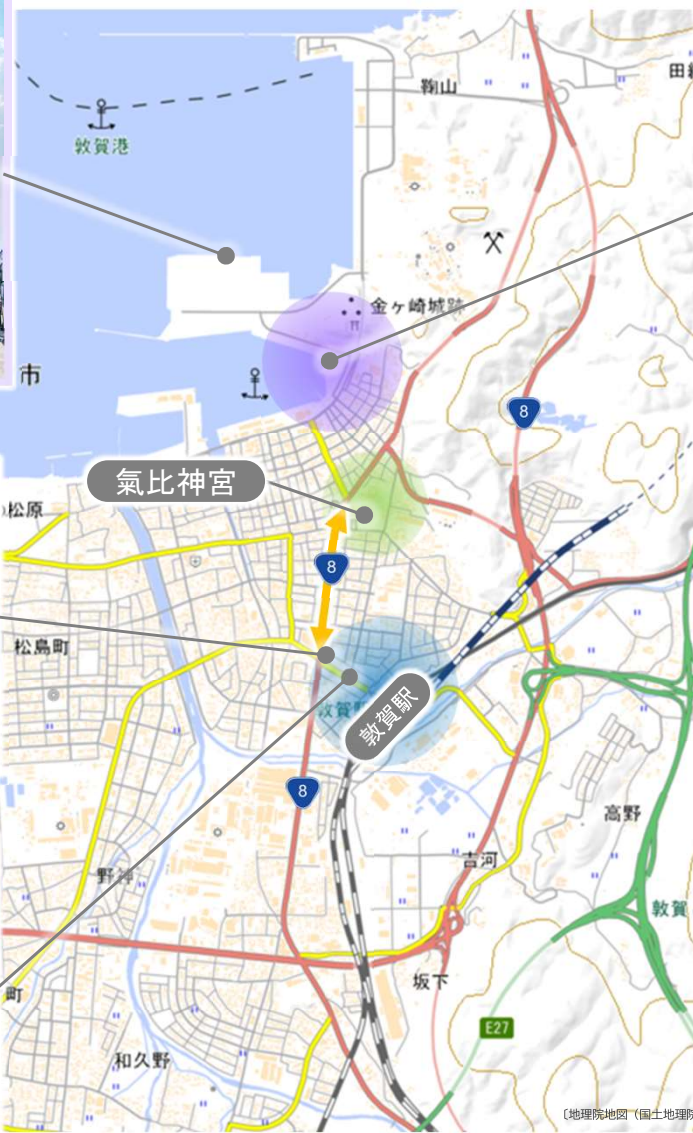 鞠山
田
敦賀港
金ヶ崎城跡
市
8
氣比神宮
松原
8
松島町
敦賀
敦賀駅
8
高野
吉河
野神
敦賀
坂下
町
E27
和久野
〔地理院地図（国土地理院